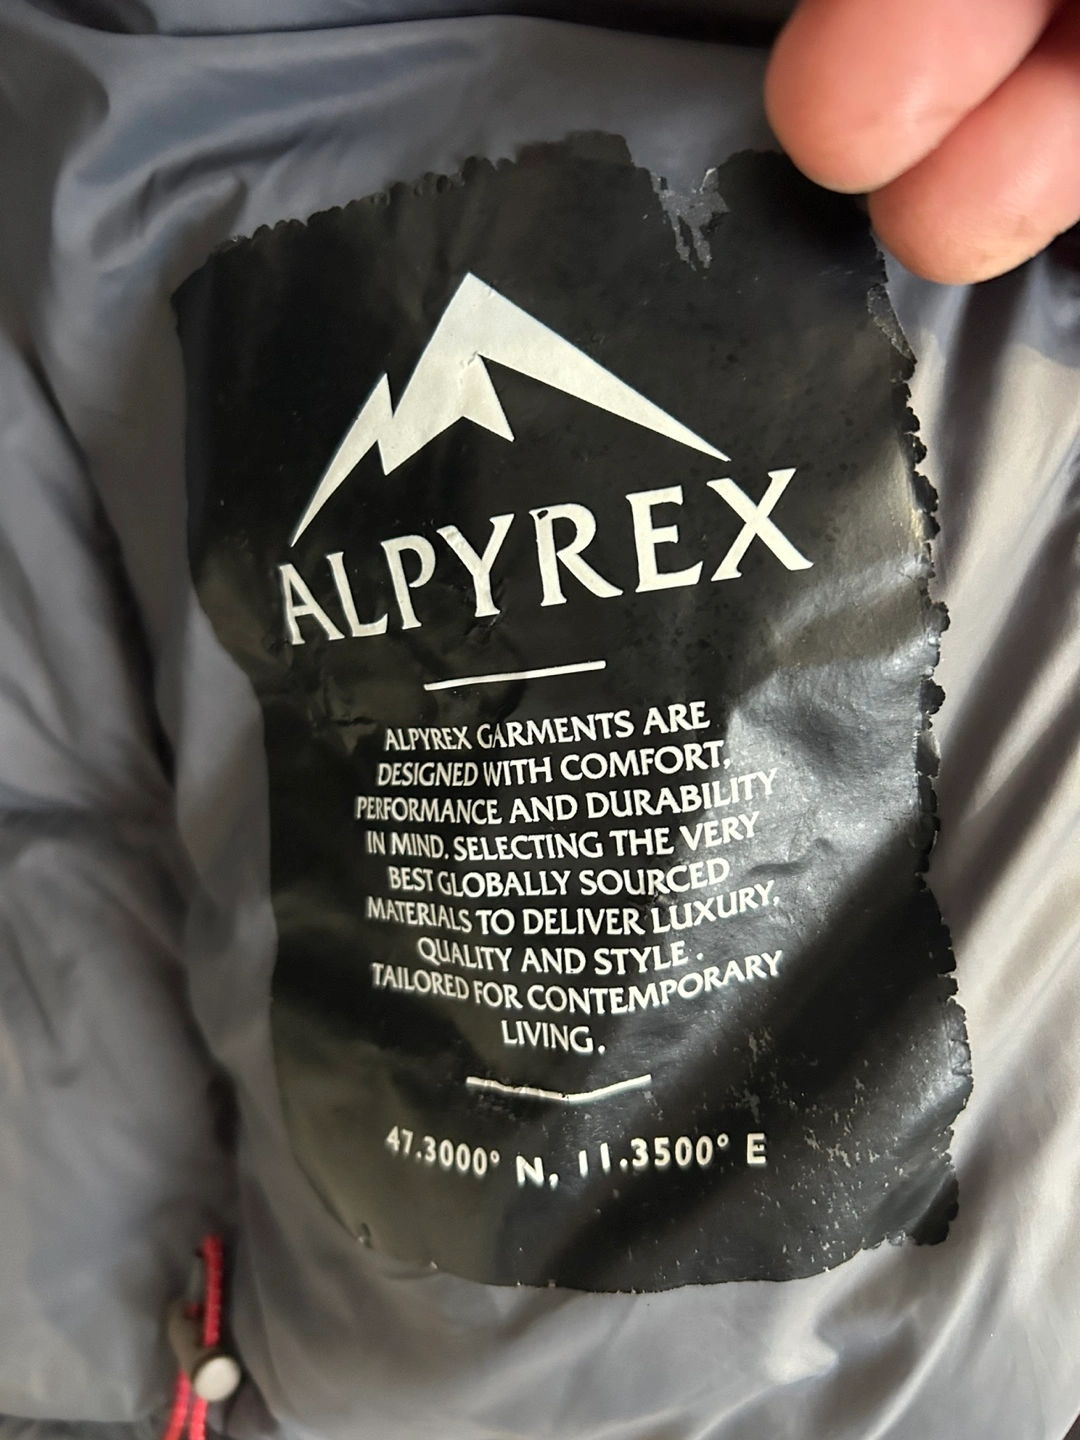 ALPYREX
ALPYREX GARMENTS ARE
DESIGNED WITH COMFORT,
PERFORMANCE AND DURABILITY
IN MIND. SELECTING THE VERY
BEST GLOBALLY SOURCED
MATERIALS TO DELIVER LUXURY,
QUALITY AND STYLE .
TAILORED FOR CONTEMPORARY
LIVING .
47.3000° N, 11.3500° E